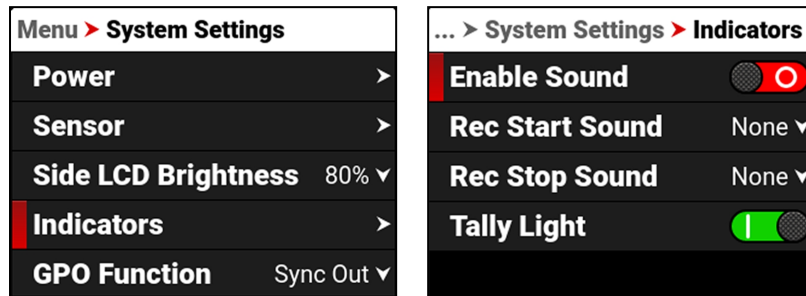 Menu > System Settings
Power >
Sensor >
Side LCD Brightness 80%
Indicators >
GPO Function Sync Out
... > System Settings > Indicators
Enable Sound
Rec Start Sound None
Rec Stop Sound None
Tally Light